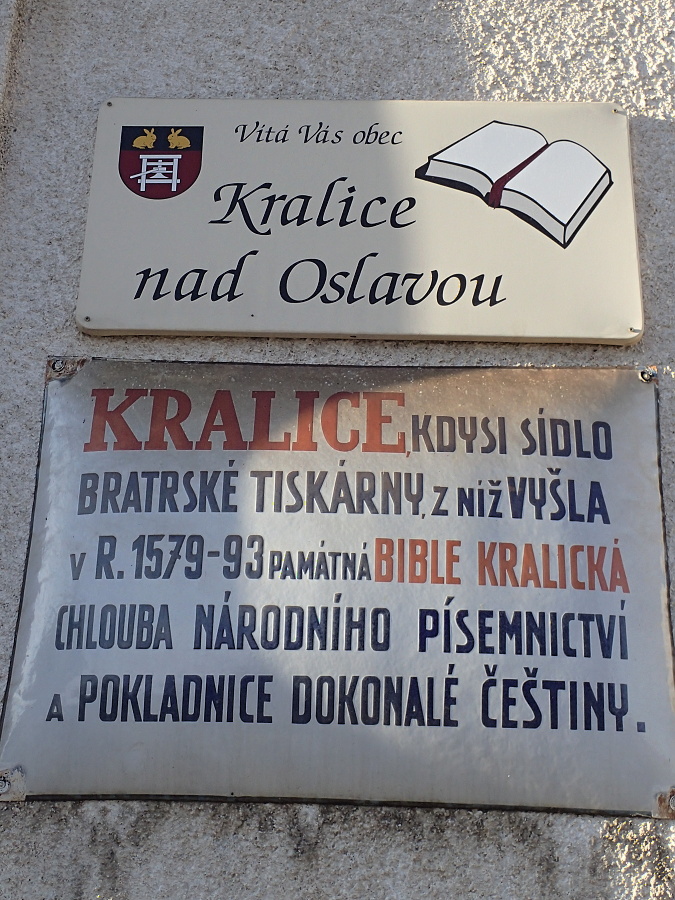 Vitá Vás obec
Kralice
nad Oslavou
KRALICE, KDYSI SÍDLO
BRATRSKÉ TISKÁRNY, Z NÍŽ VYŠLA
V R. 1579-93 PAMÁTNÁ BIBLE KRALICKÁ
CHLOUBA NÁRODNÍHO PÍSEMNICTVÍ
A POKLADNICE DOKONALÉ ČEŠTINY.